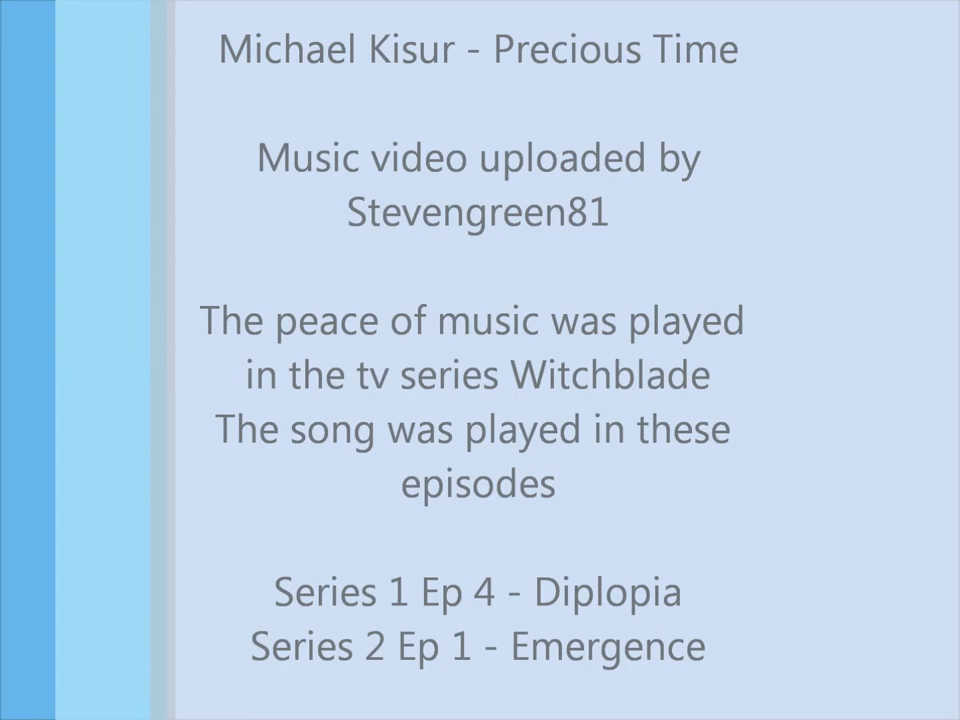 Michael Kisur - Precious Time
Music video uploaded by
Stevengreen81
The peace of music was played
in the tv series Witchblade
The song was played in these
episodes
Series 1 Ep 4 - Diplopia
Series 2 Ep 1 - Emergence